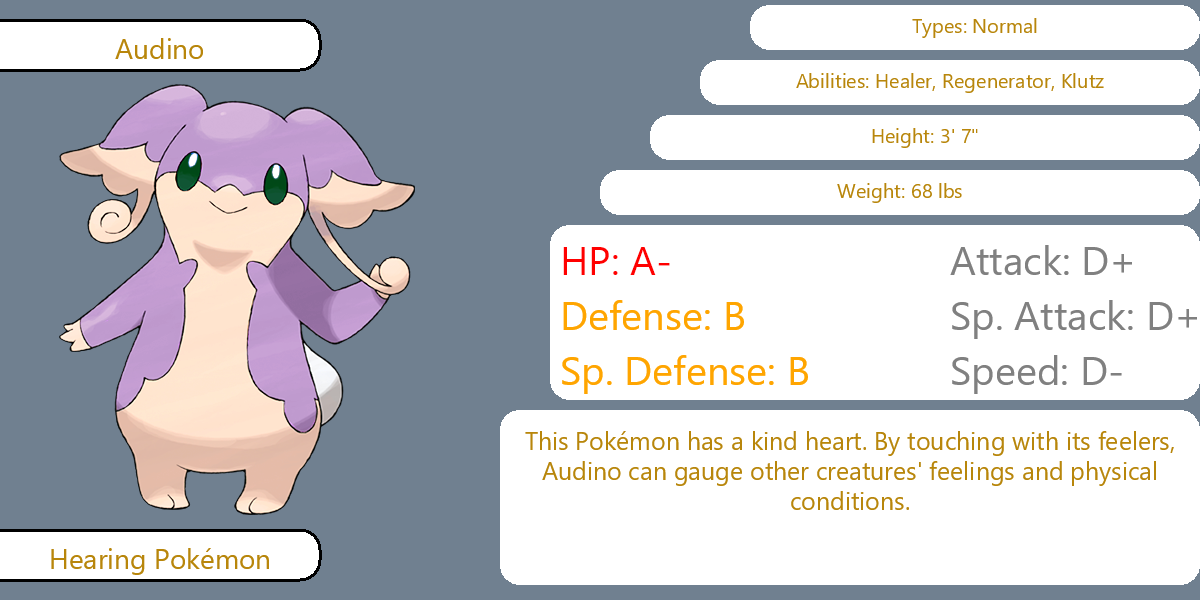 Audino
Types: Normal
Abilities: Healer, Regenerator, Klutz
Height: 3' 7"
Weight: 68 lbs
HP: A-
Attack: D+
Defense: B
Sp. Attack: D+
Sp. Defense: B
Speed: D-
This Pokémon has a kind heart. By touching with its feelers,
Audino can gauge other creatures' feelings and physical
conditions.
Hearing Pokémon